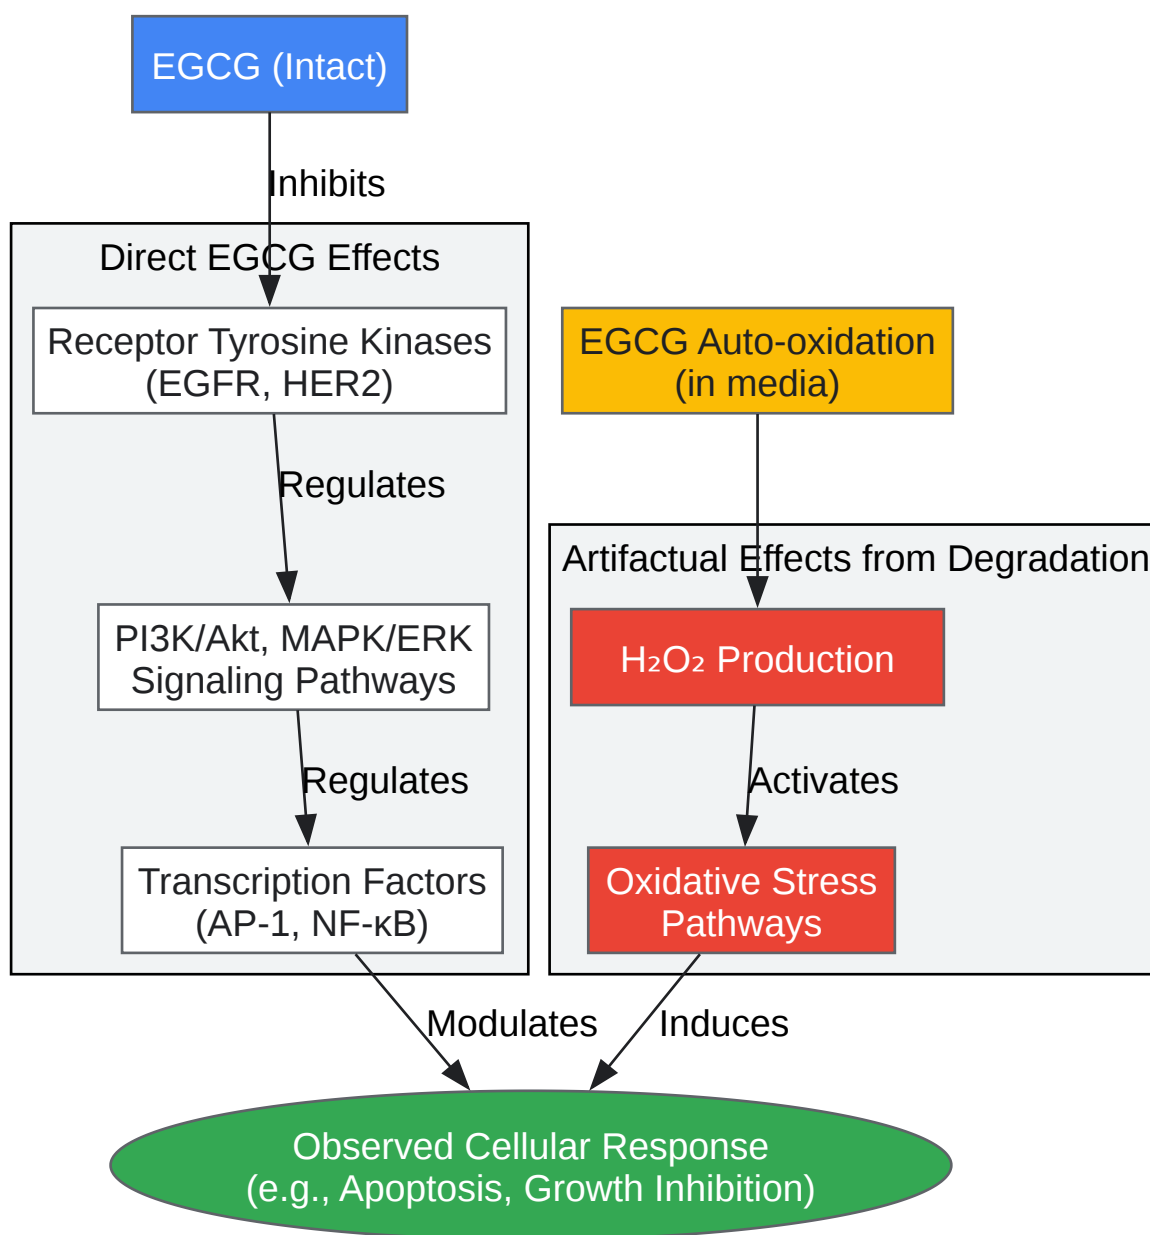 EGCG (Intact)
Inhibits
Direct EGCG Effects
Receptor Tyrosine Kinases
(EGFR, HER2)
EGCG Auto-oxidation
(in media)
Regulates
Artifactual Effects from Degradation
PI3K/Akt, MAPK/ERK
Signaling Pathways
H₂O₂ Production
Regulates
Activates
Transcription Factors
(AP-1, NF-κB)
Oxidative Stress
Pathways
Modulates
Induces
Observed Cellular Response
(e.g., Apoptosis, Growth Inhibition)